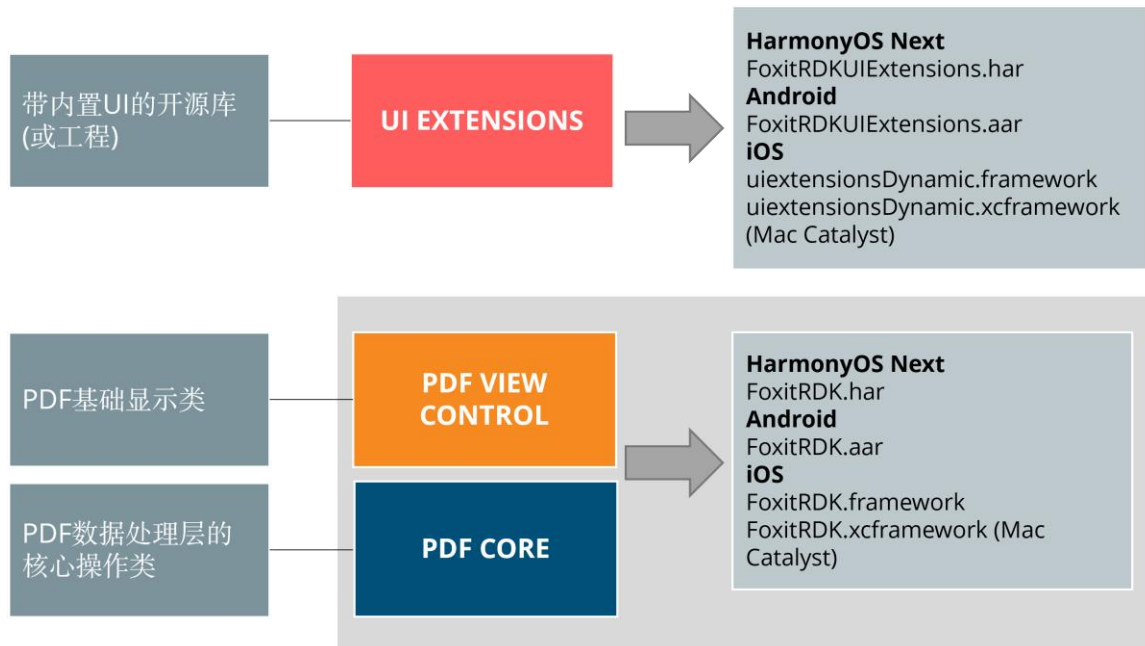 带内置UI的开源库
(或工程)
UI EXTENSIONS
HarmonyOS Next
FoxitRDKUIExtensions.har
Android
FoxitRDKUIExtensions.aar
iOS
uiextensionsDynamic.framework
uiextensionsDynamic.xcframework
(Mac Catalyst)
PDF基础显示类
PDF VIEW
CONTROL
PDF数据处理层的
核心操作类
PDF CORE
HarmonyOS Next
FoxitRDK.har
Android
FoxitRDK.aar
iOS
FoxitRDK.framework
FoxitRDK.xcframework (Mac
Catalyst)